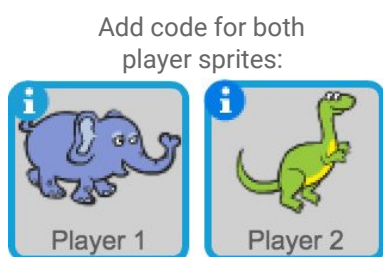 Add code for both
player sprites:
i
i
Player 1
Player 2